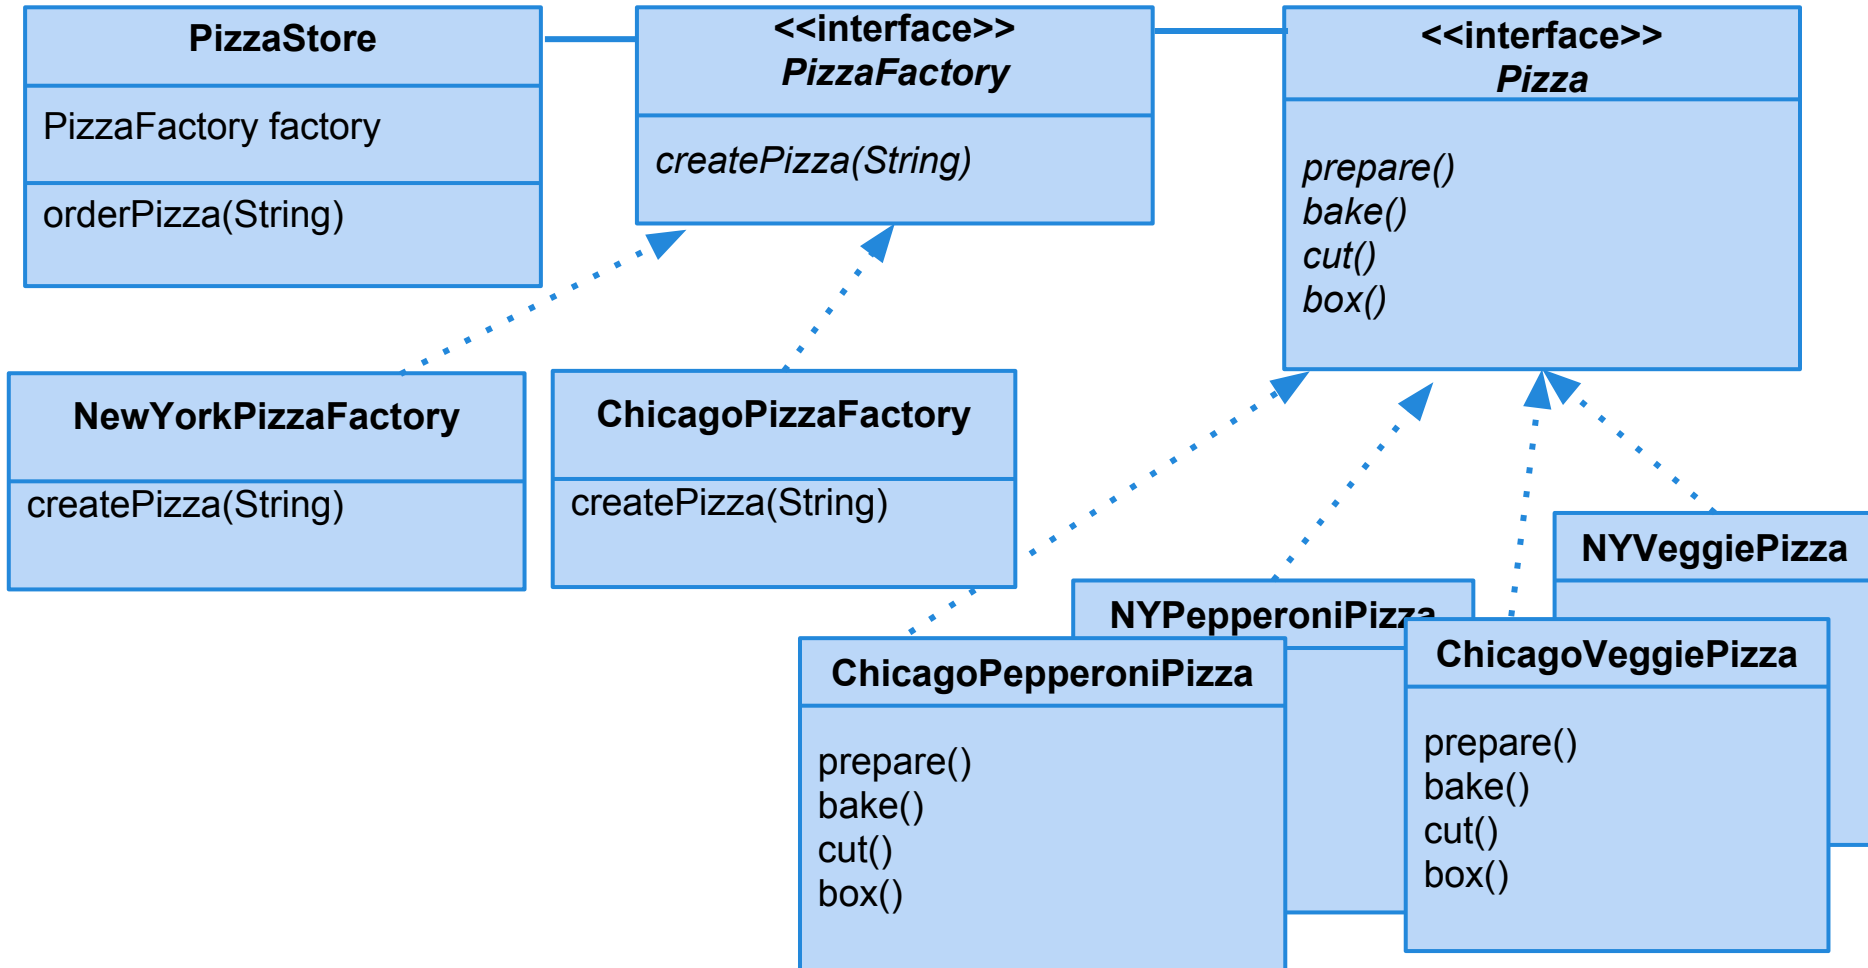 PizzaStore
PizzaFactory factory
orderPizza(String)
<<interface>>
PizzaFactory
createPizza(String)
<<interface>>
Pizza
prepare()
bake()
cut()
box()
NewYorkPizzaFactory
createPizza(String)
ChicagoPizzaFactory
createPizza(String)
NYVeggiePizza
NYPepperoniPizza
ChicagoPepperoniPizza
prepare()
bake()
cut()
box()
ChicagoVeggiePizza
prepare()
bake()
cut()
box()